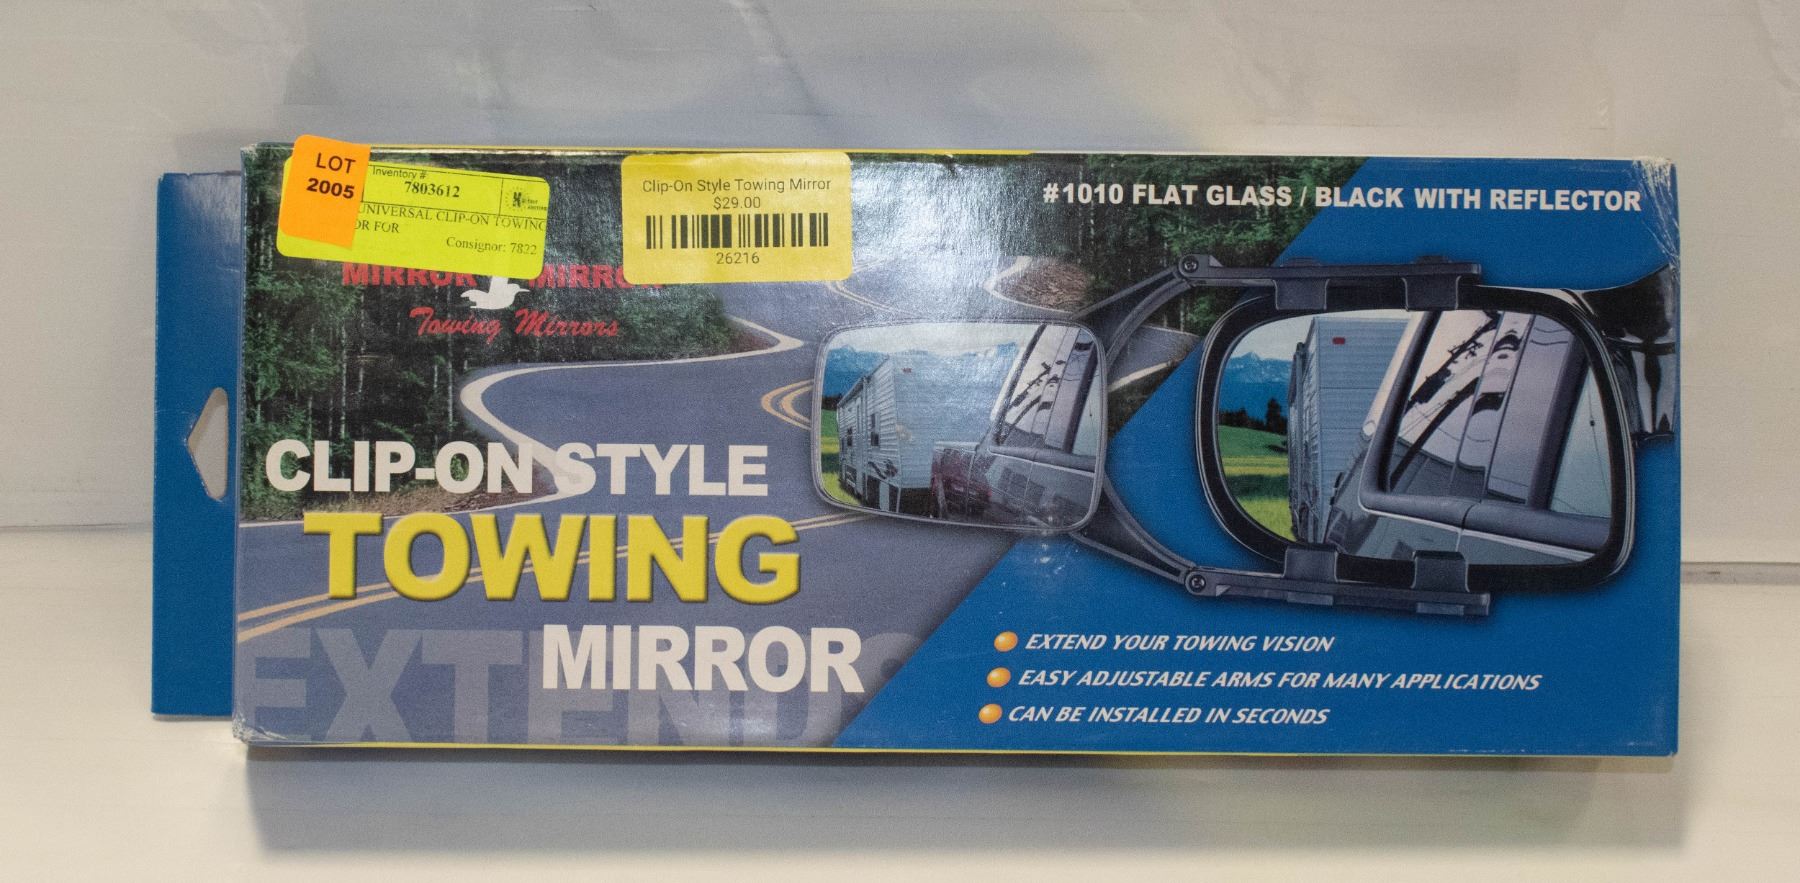 LOT
2005
Inventory #
7803612
UNIVERSAL CLIP-ON TOWING
OR FOR
Consignor: 7822
Clip-On Style Towing Mirror
$29.00
26216
#1010 FLAT GLASS / BLACK WITH REFLECTOR
MIRROR MIRROR
Towing Mirrors
CLIP-ON STYLE
TOWING
MIRROR
EXTENDS
EXTEND YOUR TOWING VISION
EASY ADJUSTABLE ARMS FOR MANY APPLICATIONS
CAN BE INSTALLED IN SECONDS